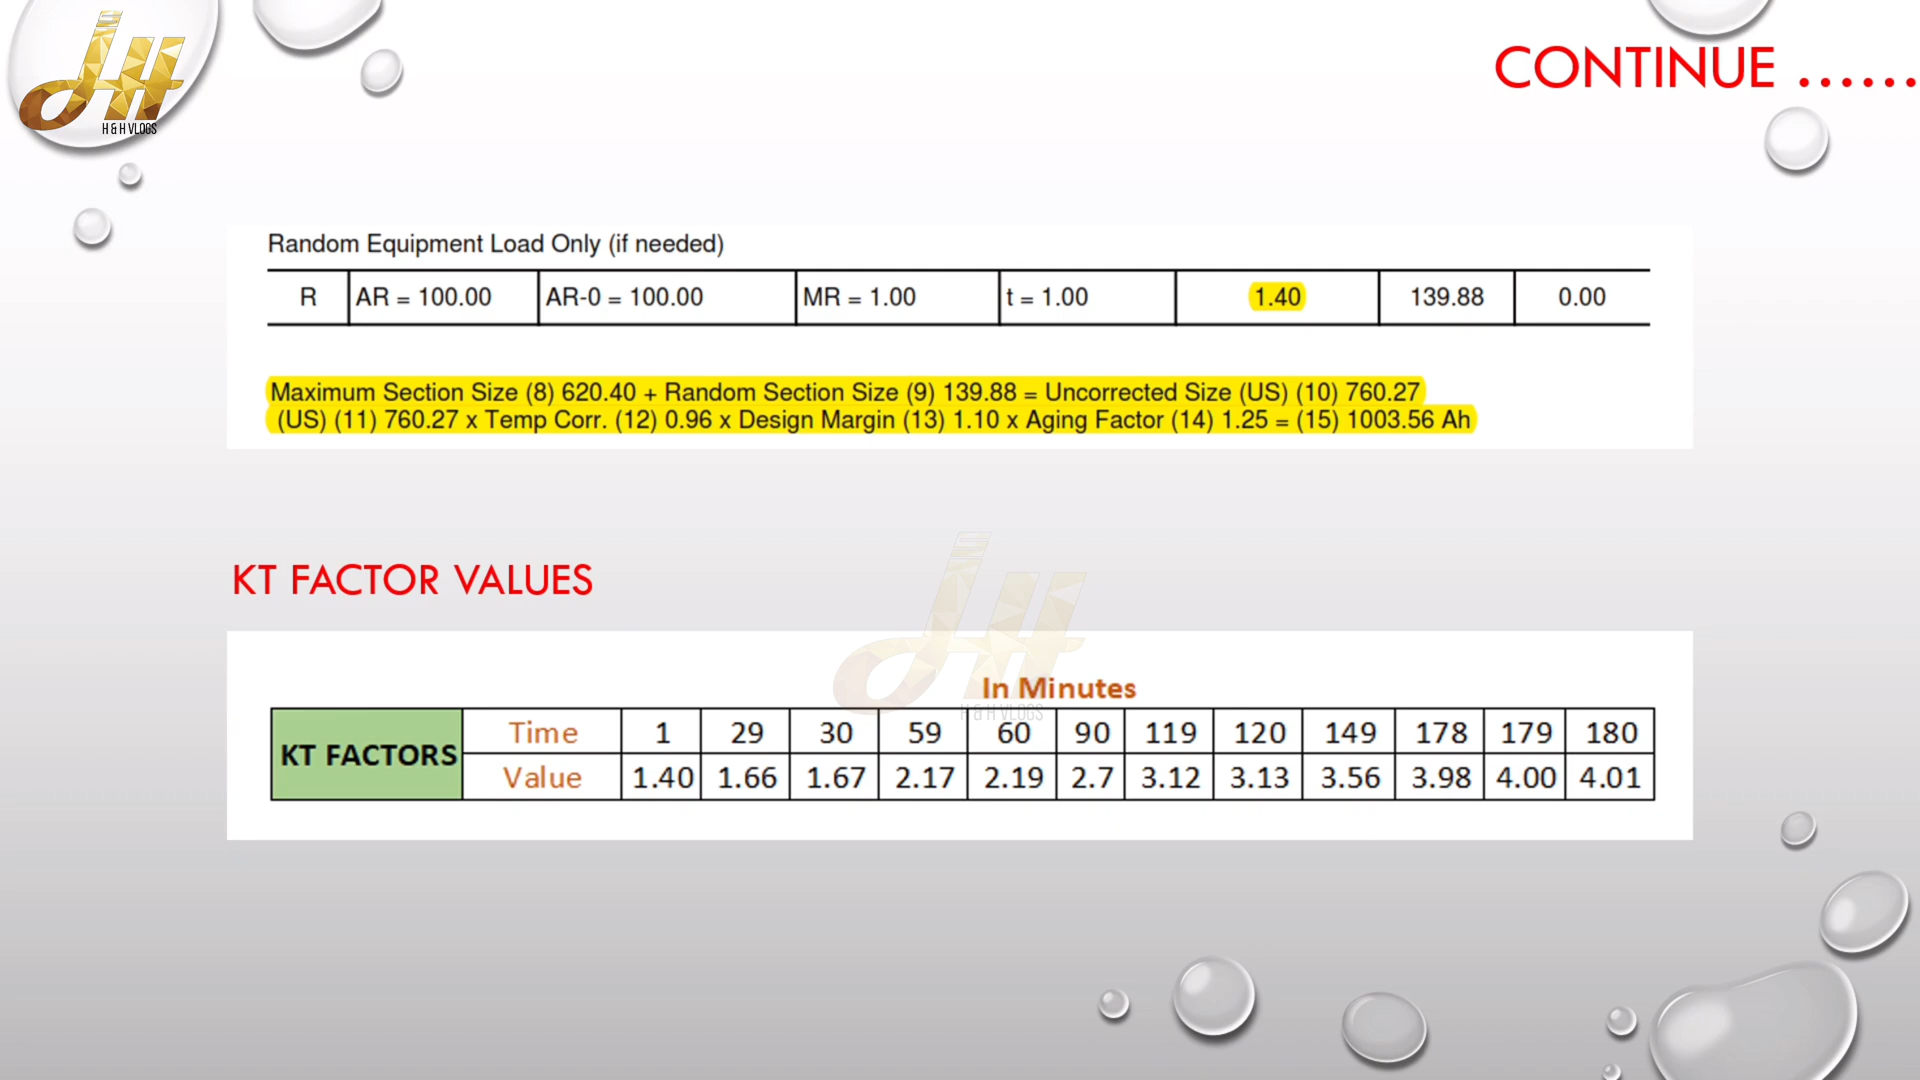 H & H VLOGS
CONTINUE ......
Random Equipment Load Only (if needed)
R AR = 100.00 AR-0 = 100.00 MR = 1.00 t = 1.00 1.40 139.88 0.00
Maximum Section Size (8) 620.40 + Random Section Size (9) 139.88 = Uncorrected Size (US) (10) 760.27
(US) (11) 760.27 x Temp Corr. (12) 0.96 x Design Margin (13) 1.10 x Aging Factor (14) 1.25 = (15) 1003.56 Ah
KT FACTOR VALUES
In Minutes
H & H VLOGS
KT FACTORS
Time 1 29 30 59 60 90 119 120 149 178 179 180
Value 1.40 1.66 1.67 2.17 2.19 2.7 3.12 3.13 3.56 3.98 4.00 4.01